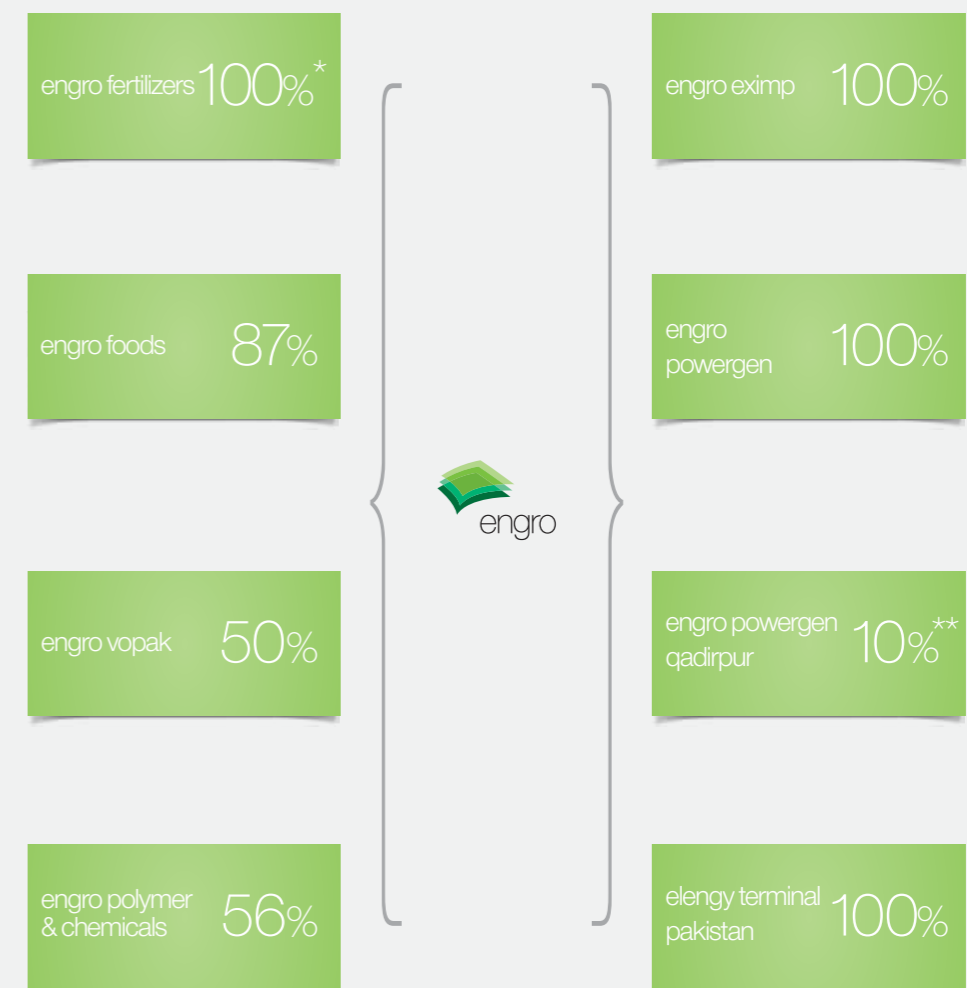 engro fertilizers 100%*
engro foods 87%
engro vopak 50%
engro polymer
& chemicals 56%
engro
engro eximp 100%
engro
powergen 100%
engro powergen
qadirpur 10%**
elengy terminal
pakistan 100%